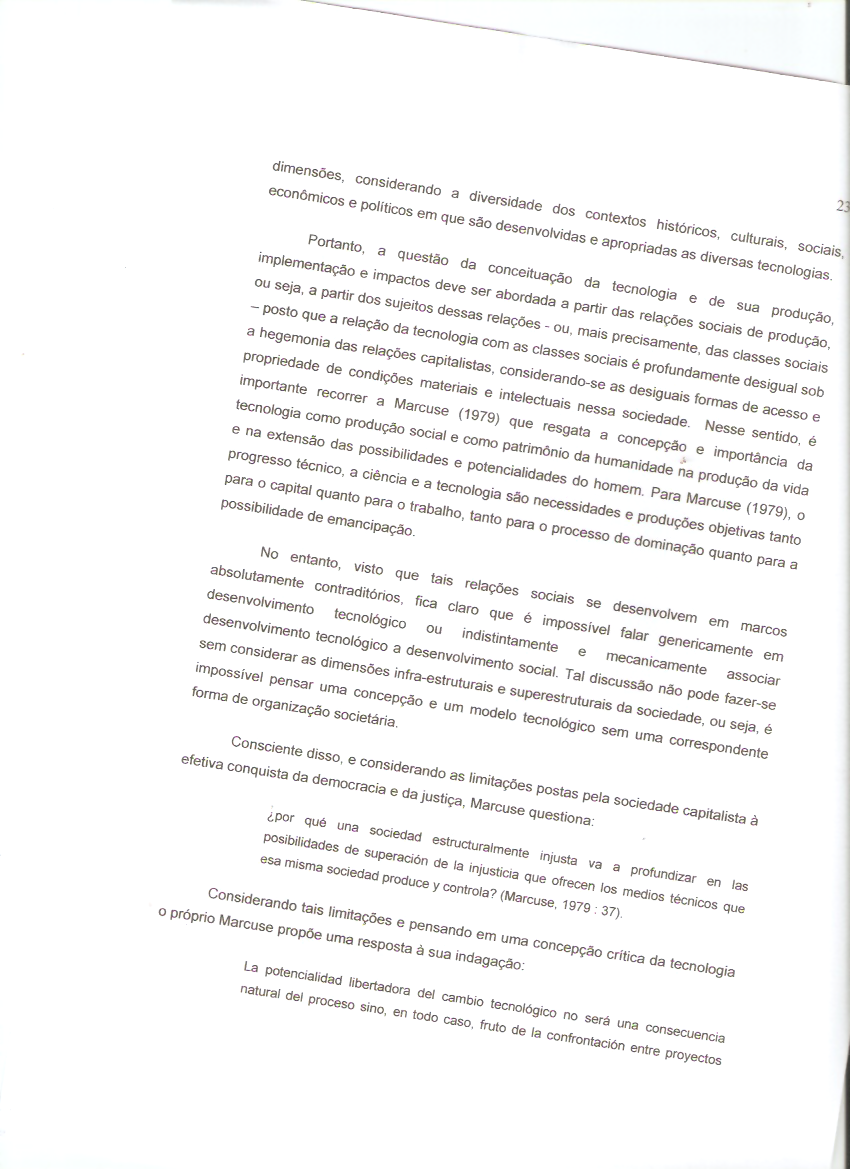 23
dimensões, considerando a diversidade dos contextos históricos, culturais, sociais,
econômicos e políticos em que são desenvolvidas e apropriadas as diversas tecnologias.
Portanto, a questão da conceituação da tecnologia e de sua produção,
implementação e impactos deve ser abordada a partir das relações sociais de produção,
ou seja, a partir dos sujeitos dessas relações - ou, mais precisamente, das classes sociais
– posto que a relação da tecnologia com as classes sociais é profundamente desigual sob
a hegemonia das relações capitalistas, considerando-se as desiguais formas de acesso e
propriedade de condições materiais e intelectuais nessa sociedade. Nesse sentido, é
importante recorrer a Marcuse (1979) que resgata a concepção e importância da
tecnologia como produção social e como patrimônio da humanidade na produção da vida
e na extensão das possibilidades e potencialidades do homem. Para Marcuse (1979), o
progresso técnico, a ciência e a tecnologia são necessidades e produções objetivas tanto
para o capital quanto para o trabalho, tanto para o processo de dominação quanto para a
possibilidade de emancipação.
No entanto, visto que tais relações sociais se desenvolvem em marcos
absolutamente contraditórios, fica claro que é impossível falar genericamente em
desenvolvimento tecnológico ou indistintamente e mecanicamente associar
desenvolvimento tecnológico a desenvolvimento social. Tal discussão não pode fazer-se
sem considerar as dimensões infra-estruturais e superestruturais da sociedade, ou seja, é
impossível pensar uma concepção e um modelo tecnológico sem uma correspondente
forma de organização societária.
Consciente disso, e considerando as limitações postas pela sociedade capitalista à
efetiva conquista da democracia e da justiça, Marcuse questiona:
¿por qué una sociedad estructuralmente injusta va a profundizar en las
posibilidades de superación de la injusticia que ofrecen los medios técnicos que
esa misma sociedad produce y controla? (Marcuse, 1979 : 37).
Considerando tais limitações e pensando em uma concepção crítica da tecnologia
o próprio Marcuse propõe uma resposta à sua indagação:
La potencialidad libertadora del cambio tecnológico no será una consecuencia
natural del proceso sino, en todo caso, fruto de la confrontación entre proyectos